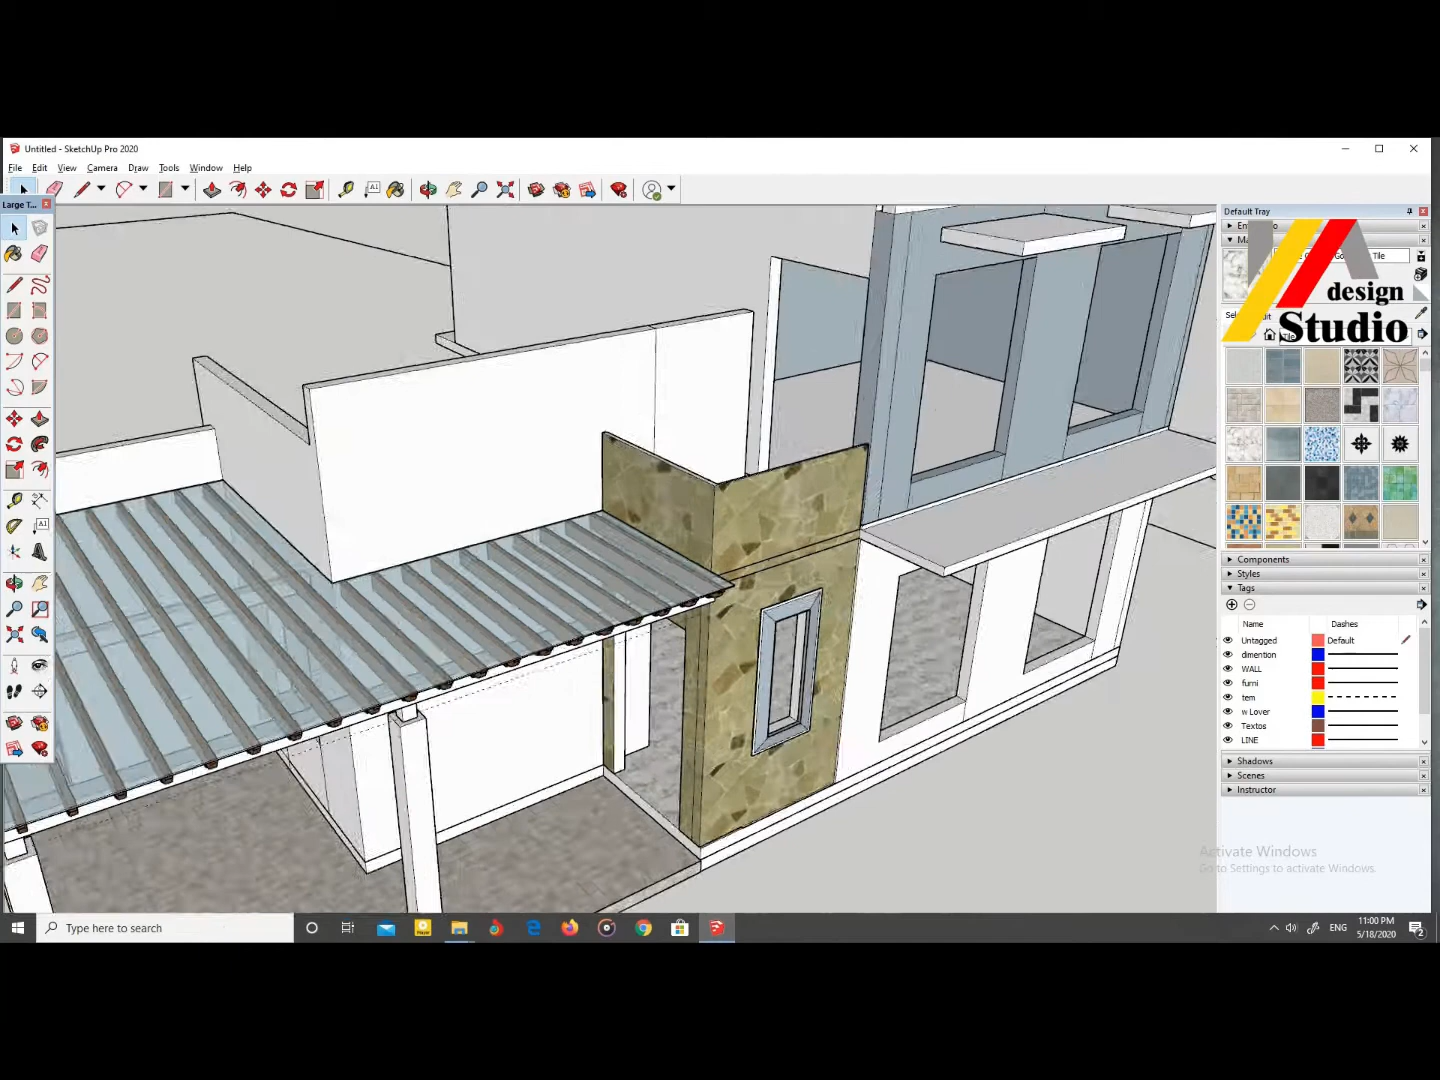 Untitled - SketchUp Pro 2020
File Edit View Camera Draw Tools Window Help
Large T...
Default Tray
design
Studio
Tile
Components
Styles
Tags
Name Dashes
Untagged Default
dimention
WALL
furni
tem
w Lover
Textos
LINE
Shadows
Scenes
Instructor
Activate Windows
Go to Settings to activate Windows.
Type here to search
ENG
11:00 PM
5/18/2020
2